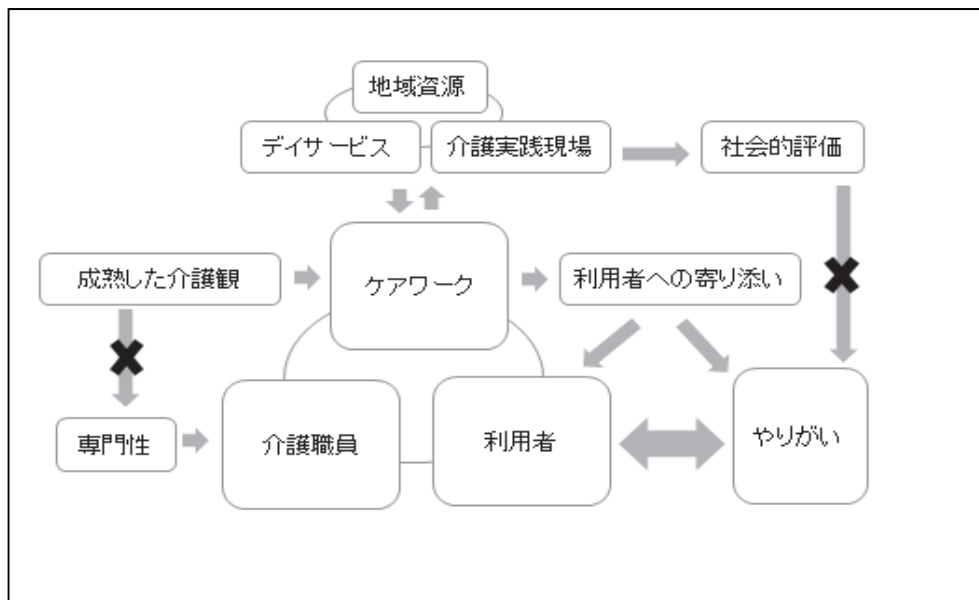 地域資源
デイサービス
介護実践現場
社会的評価
成熟した介護観
ケアワーク
利用者への寄り添い
専門性
介護職員
利用者
やりがい